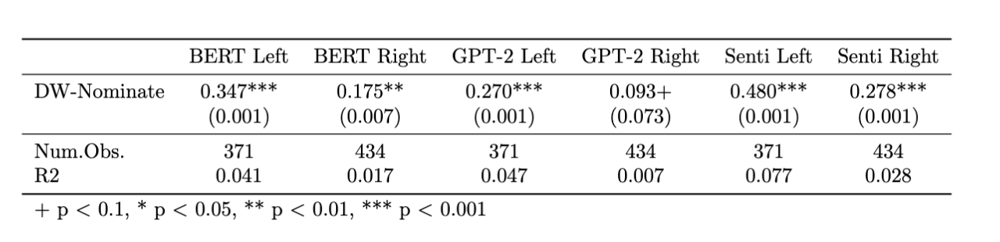 BERT Left BERT Right GPT-2 Left GPT-2 Right Senti Left Senti Right
DW-Nominate 0.347*** 0.175** 0.270*** 0.093+ 0.480*** 0.278***
(0.001) (0.007) (0.001) (0.073) (0.001) (0.001)
Num.Obs. 371 434 371 434 371 434
R2 0.041 0.017 0.047 0.007 0.077 0.028
+ p < 0.1, * p < 0.05, ** p < 0.01, *** p < 0.001